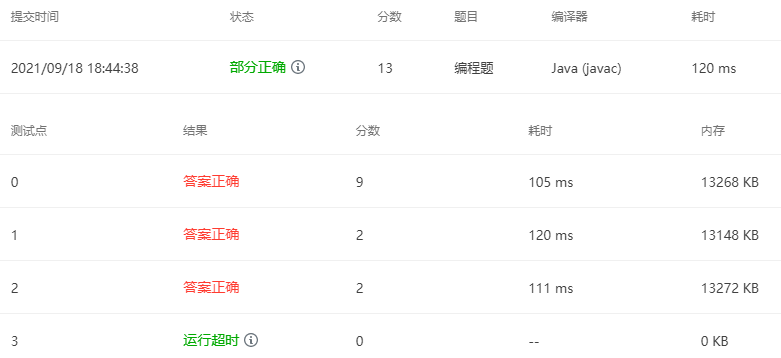 提交时间 状态 分数 题目 编译器 耗时
2021/09/18 18:44:38 部分正确 13 编程题 Java (javac) 120 ms
测试点 结果 分数 耗时 内存
0 答案正确 9 105 ms 13268 KB
1 答案正确 2 120 ms 13148 KB
2 答案正确 2 111 ms 13272 KB
3 运行超时 0 -- 0 KB